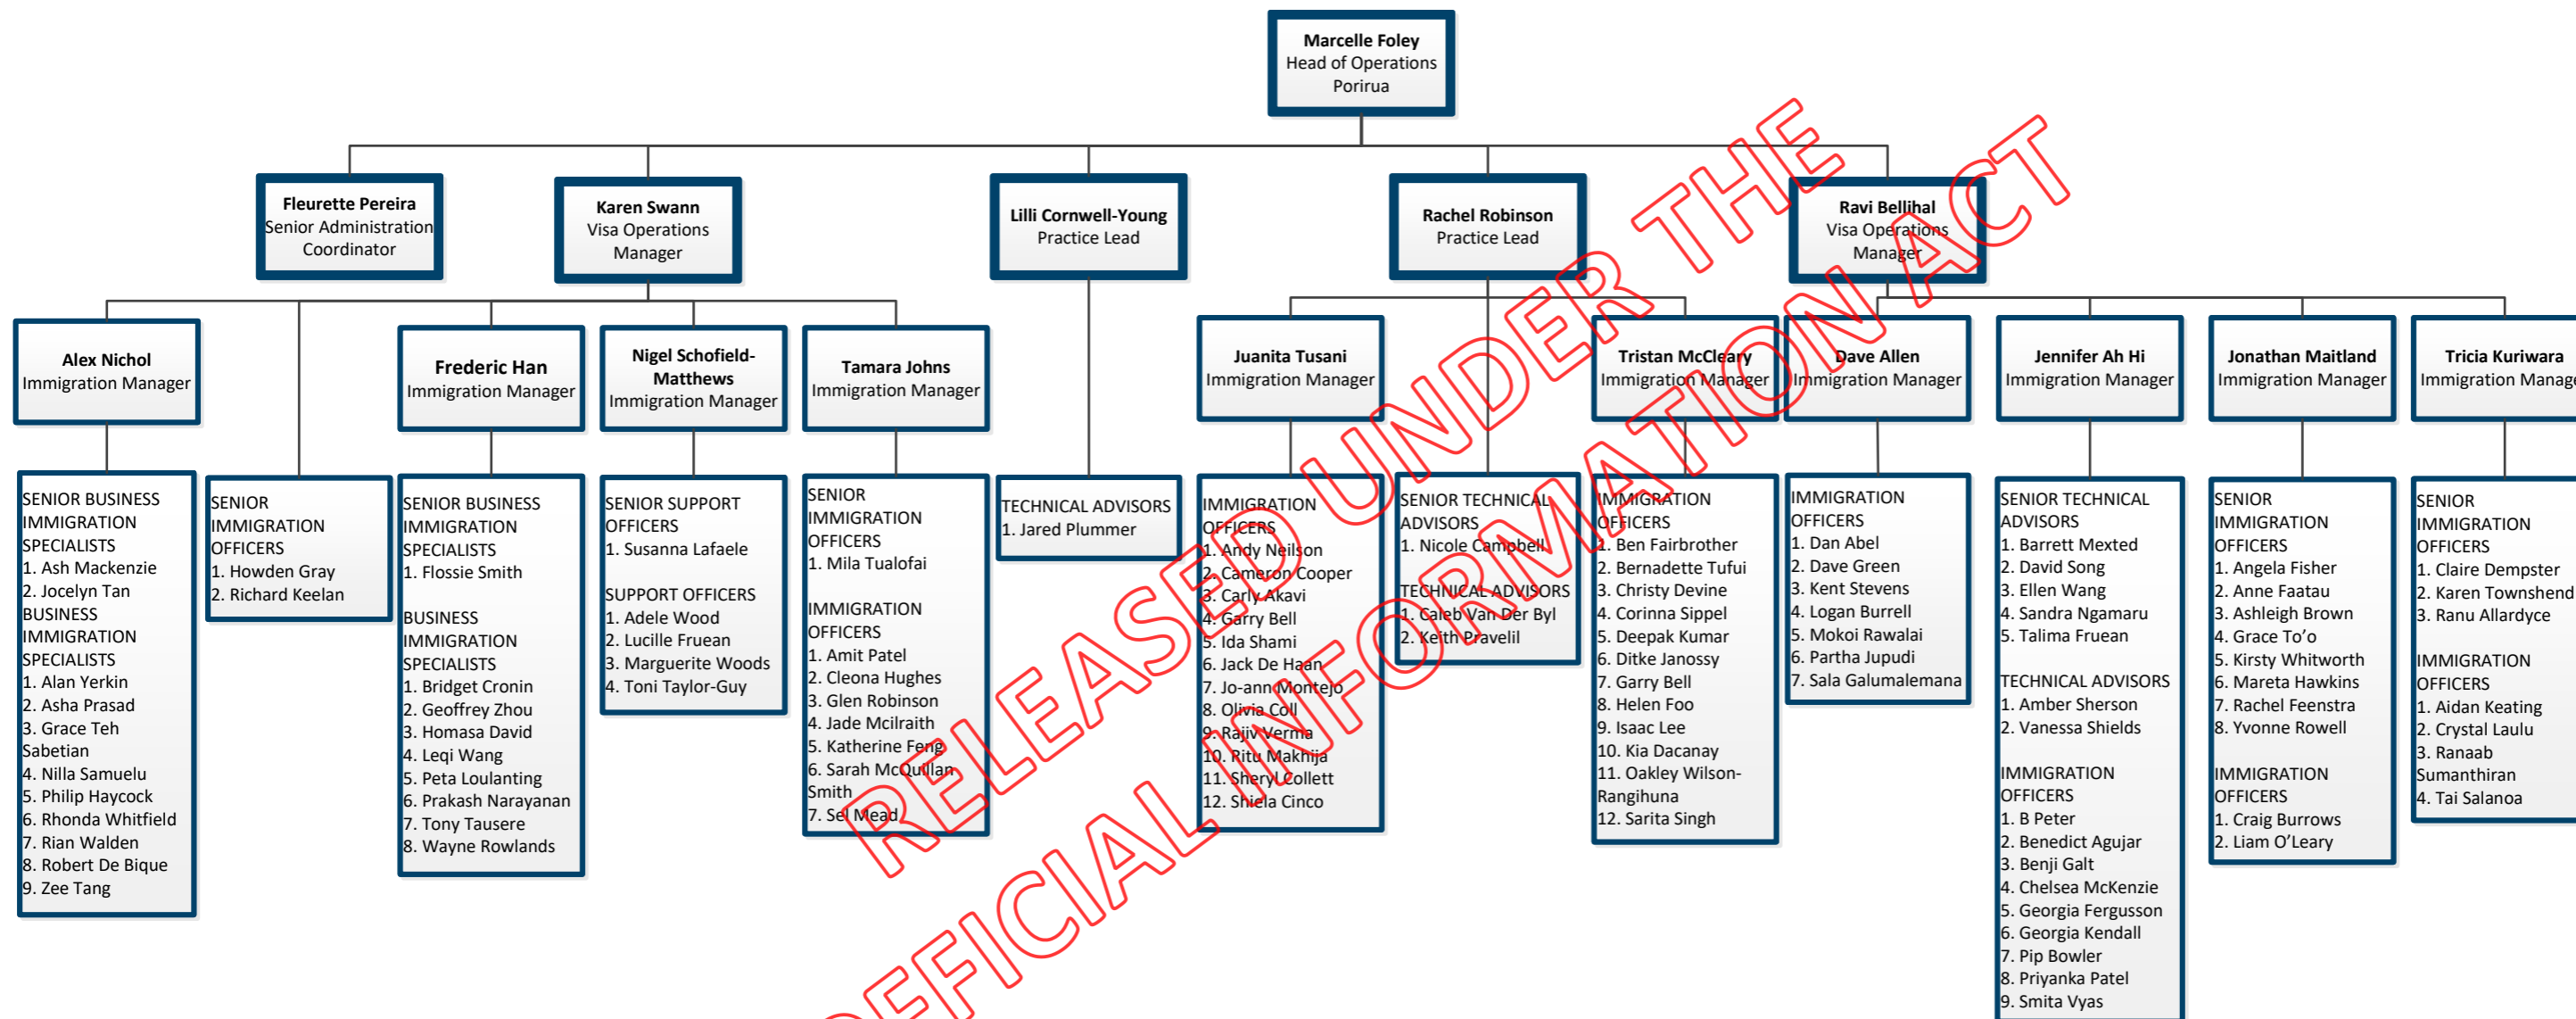 Marcelle Foley
Head of Operations
Porirua
Fleurette Pereira
Senior Administration
Coordinator
Karen Swann
Visa Operations
Manager
Lilli Cornwell-Young
Practice Lead
Rachel Robinson
Practice Lead
Ravi Bellihal
Visa Operations
Manager
Alex Nichol
Immigration Manager
Frederic Han
Immigration Manager
Nigel Schofield-
Matthews
Immigration Manager
Tamara Johns
Immigration Manager
Juanita Tusani
Immigration Manager
Tristan McCleary
Immigration Manager
Dave Allen
Immigration Manager
Jennifer Ah Hi
Immigration Manager
Jonathan Maitland
Immigration Manager
Tricia Kuriwara
Immigration Manage
SENIOR BUSINESS
IMMIGRATION
SPECIALISTS
1. Ash Mackenzie
2. Jocelyn Tan
BUSINESS
IMMIGRATION
SPECIALISTS
1. Alan Yerkin
2. Asha Prasad
3. Grace Teh
Sabetian
4. Nilla Samuelu
5. Philip Haycock
6. Rhonda Whitfield
7. Rian Walden
8. Robert De Bique
9. Zee Tang
SENIOR
IMMIGRATION
OFFICERS
1. Howden Gray
2. Richard Keelan
SENIOR BUSINESS
IMMIGRATION
SPECIALISTS
1. Flossie Smith
BUSINESS
IMMIGRATION
SPECIALISTS
1. Bridget Cronin
2. Geoffrey Zhou
3. Homasa David
4. Leqi Wang
5. Peta Loulanting
6. Prakash Narayanan
7. Tony Tausere
8. Wayne Rowlands
SENIOR SUPPORT
OFFICERS
1. Susanna Lafaele
SUPPORT OFFICERS
1. Adele Wood
2. Lucille Fruean
3. Marguerite Woods
4. Toni Taylor-Guy
SENIOR
IMMIGRATION
OFFICERS
1. Mila Tualofai
IMMIGRATION
OFFICERS
1. Amit Patel
2. Cleona Hughes
3. Glen Robinson
4. Jade Mcilraith
5. Katherine Feng
6. Sarah McQuillan
Smith
7. Sel Mead
TECHNICAL ADVISORS
1. Jared Plummer
IMMIGRATION
OFFICERS
1. Andy Neilson
2. Cameron Cooper
3. Carly Akavi
4. Garry Bell
5. Ida Shami
6. Jack De Haan
7. Jo-ann Montejo
8. Olivia Coll
9. Rajiv Verma
10. Ritu Makhija
11. Sheryl Collett
12. Shiela Cinco
SENIOR TECHNICAL
ADVISORS
1. Nicole Campbell
TECHNICAL ADVISORS
1. Caleb Van Der Byl
2. Keith Pravelil
IMMIGRATION
OFFICERS
1. Ben Fairbrother
2. Bernadette Tufui
3. Christy Devine
4. Corinna Sippel
5. Deepak Kumar
6. Ditke Janossy
7. Garry Bell
8. Helen Foo
9. Isaac Lee
10. Kia Dacanay
11. Oakley Wilson-
Rangihuna
12. Sarita Singh
IMMIGRATION
OFFICERS
1. Dan Abel
2. Dave Green
3. Kent Stevens
4. Logan Burrell
5. Mokoi Rawalai
6. Partha Jupudi
7. Sala Galumalemana
SENIOR TECHNICAL
ADVISORS
1. Barrett Mexted
2. David Song
3. Ellen Wang
4. Sandra Ngamaru
5. Talima Fruean
TECHNICAL ADVISORS
1. Amber Sherson
2. Vanessa Shields
IMMIGRATION
OFFICERS
1. B Peter
2. Benedict Agujar
3. Benji Galt
4. Chelsea McKenzie
5. Georgia Fergusson
6. Georgia Kendall
7. Pip Bowler
8. Priyanka Patel
9. Smita Vyas
SENIOR
IMMIGRATION
OFFICERS
1. Angela Fisher
2. Anne Faatau
3. Ashleigh Brown
4. Grace To’o
5. Kirsty Whitworth
6. Mareta Hawkins
7. Rachel Feenstra
8. Yvonne Rowell
IMMIGRATION
OFFICERS
1. Craig Burrows
2. Liam O’Leary
SENIOR
IMMIGRATION
OFFICERS
1. Claire Dempster
2. Karen Townshend
3. Ranu Allardyce
IMMIGRATION
OFFICERS
1. Aidan Keating
2. Crystal Laulu
3. Ranaab
Sumanthiran
4. Tai Salanoa
RELEASED UNDER THE
OFFICIAL INFORMATION ACT